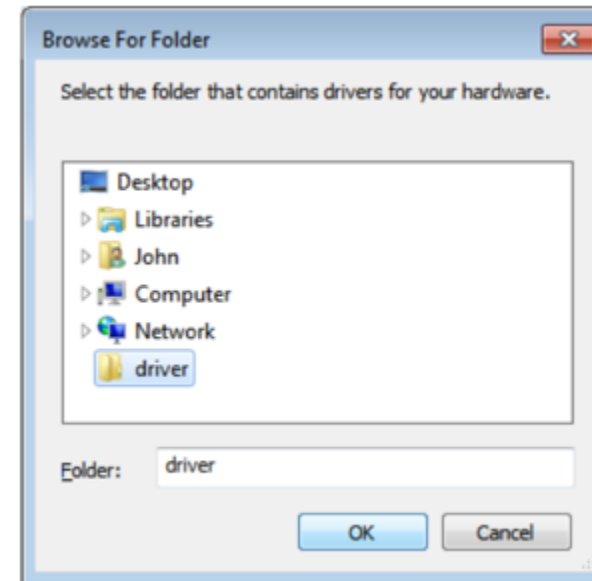 Browse For Folder
Select the folder that contains drivers for your hardware.
Desktop
Libraries
John
Computer
Network
driver
Folder: driver
OK Cancel